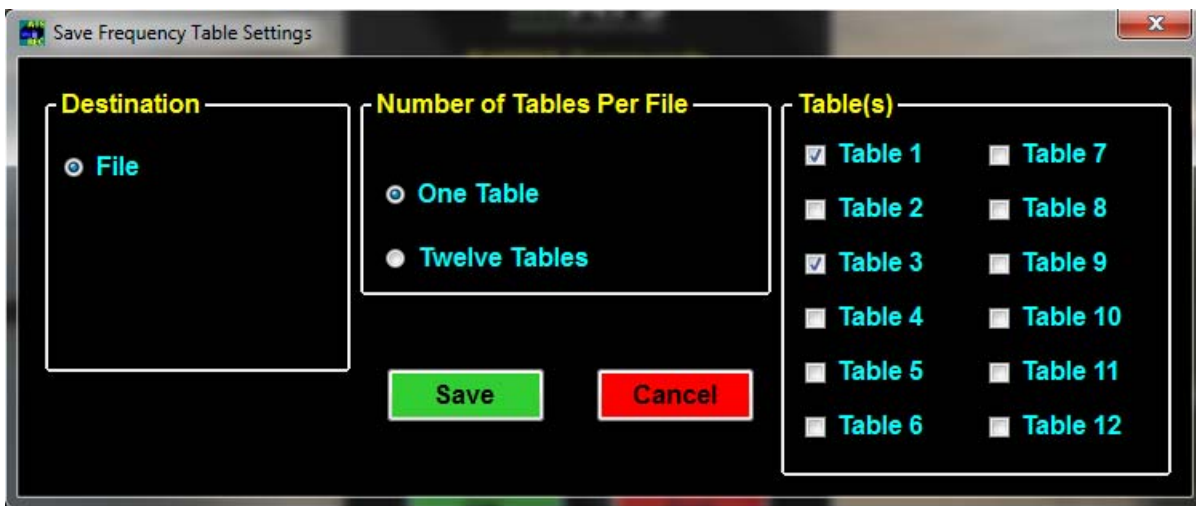 Save Frequency Table Settings
x
Destination
File
Number of Tables Per File
One Table
Twelve Tables
Save
Cancel
Table(s)
Table 1
Table 2
Table 3
Table 4
Table 5
Table 6
Table 7
Table 8
Table 9
Table 10
Table 11
Table 12